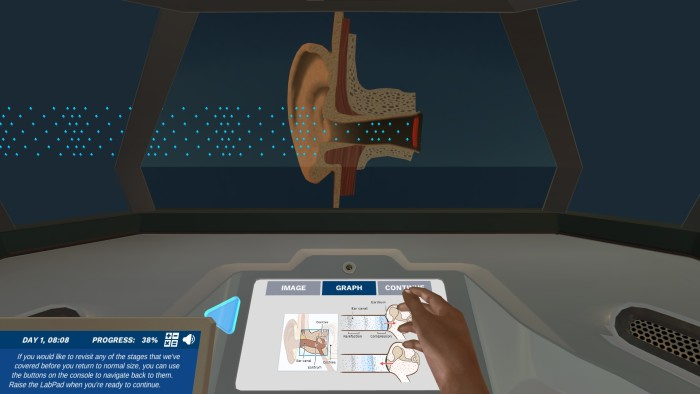 IMAGE
GRAPH
Eardrum
Ear canal
Rarefaction
Compression
Ear canal
Eardrum
DAY 1, 08:08
PROGRESS: 38%
If you would like to revisit any of the stages that we've
covered before you return to normal size, you can use
the buttons on the console to navigate back to them.
Raise the LabPad when you're ready to continue.